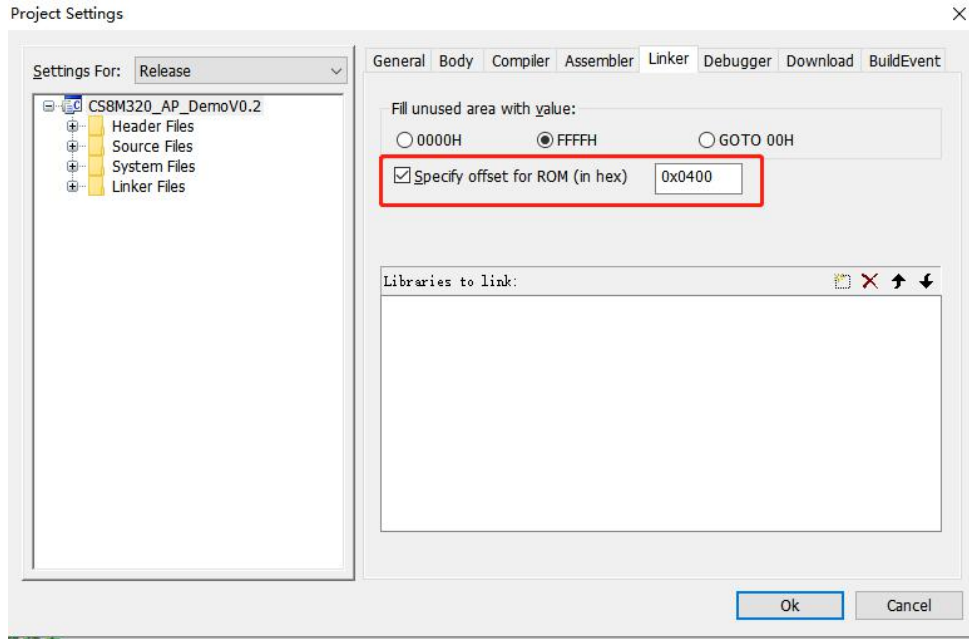 Project Settings
Settings For: Release
CS8M320_AP_DemoV0.2
Header Files
Source Files
System Files
Linker Files
General Body Compiler Assembler Linker Debugger Download BuildEvent
Fill unused area with value:
0000H FFFFH GOTO 00H
Specify offset for ROM (in hex) 0x0400
Libraries to link:
Ok Cancel